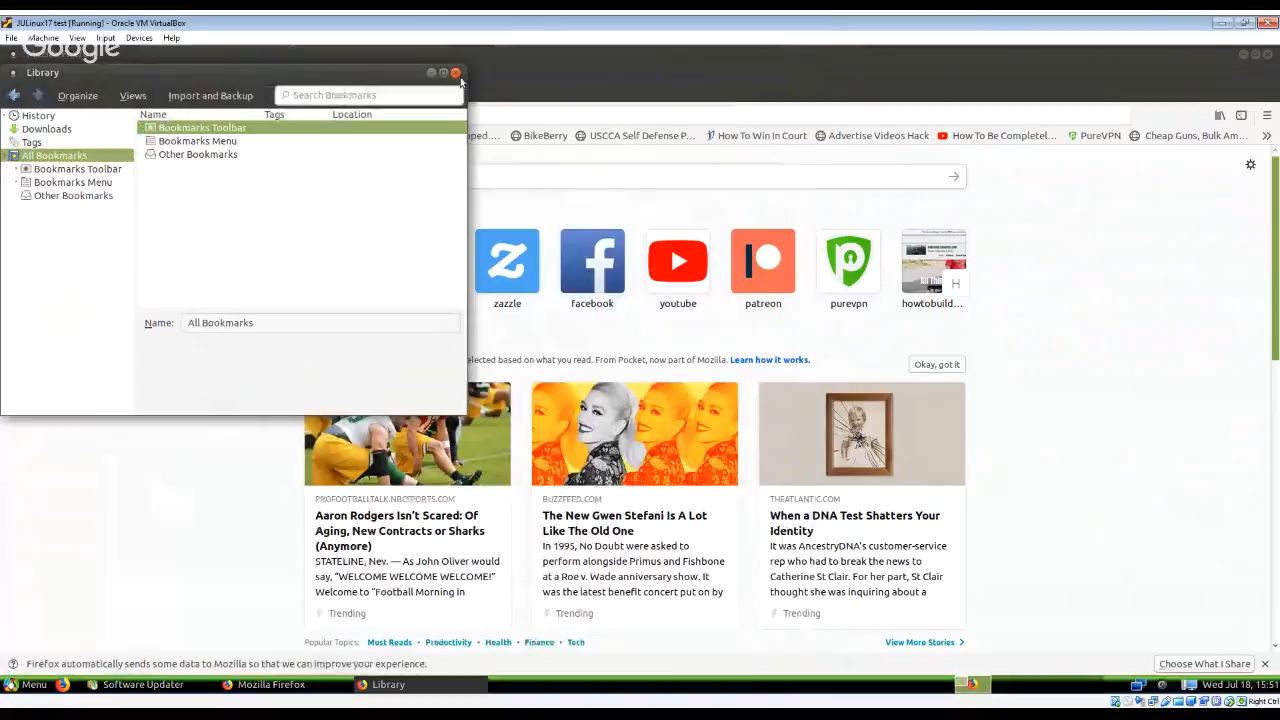 JULinux17 test [Running] - Oracle VM VirtualBox
File Machine View Input Devices Help
Google
Library
Organize Views Import and Backup Search Bookmarks
History
Downloads
Tags
All Bookmarks
Bookmarks Toolbar
Bookmarks Menu
Other Bookmarks
Name Tags Location
Bookmarks Toolbar
Bookmarks Menu
Other Bookmarks
Name: All Bookmarks
ped... BikeBerry USCCA Self Defense P... How To Win In Court Advertise Videos Hack How To Be Completel... PureVPN Cheap Guns, Bulk Am...
zazzle facebook youtube patreon purevpn howtobuild...
H
elected based on what you read. From Pocket, now part of Mozilla. Learn how it works. Okay, got it
PROFOOTBALLTALK.NBCSPORTS.COM
Aaron Rodgers Isn't Scared: Of
Aging, New Contracts or Sharks
(Anymore)
STATELINE, Nev. — As John Oliver would
say, "WELCOME WELCOME WELCOME!"
Welcome to "Football Morning in
Trending
BUZZFEED.COM
The New Gwen Stefani Is A Lot
Like The Old One
In 1995, No Doubt were asked to
perform alongside Primus and Fishbone
at a Roe v. Wade anniversary show. It
was the latest benefit concert put on by
Trending
THEATLANTIC.COM
When a DNA Test Shatters Your
Identity
It was AncestryDNA's customer-service
rep who had to break the news to
Catherine St Clair. For her part, St Clair
thought she was inquiring about a
Trending
Popular Topics: Must Reads • Productivity • Health • Finance • Tech View More Stories
Firefox automatically sends some data to Mozilla so that we can improve your experience. Choose What I Share
Menu Software Updater Mozilla Firefox Library Wed Jul 18, 15:51
Right Ctrl